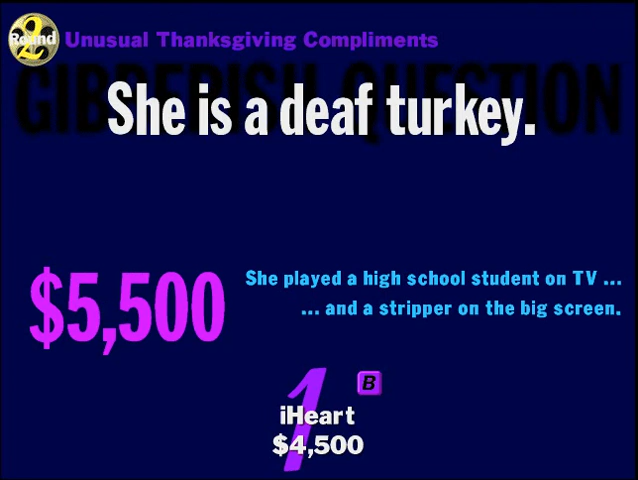 Round 2 Unusual Thanksgiving Compliments
GIBBERISH QUESTION
She is a deaf turkey.
$5,500
She played a high school student on TV ...
... and a stripper on the big screen.
1
B
iHeart
$4,500